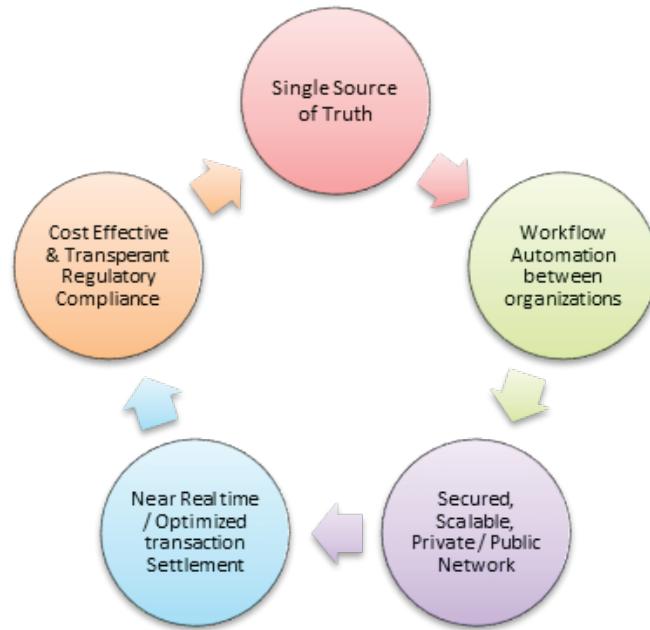 Single Source
of Truth
Workflow
Automation
between
organizations
Secured,
Scalable,
Private / Public
Network
Near Realtime
/ Optimized
transaction
Settlement
Cost Effective
& Transperant
Regulatory
Compliance